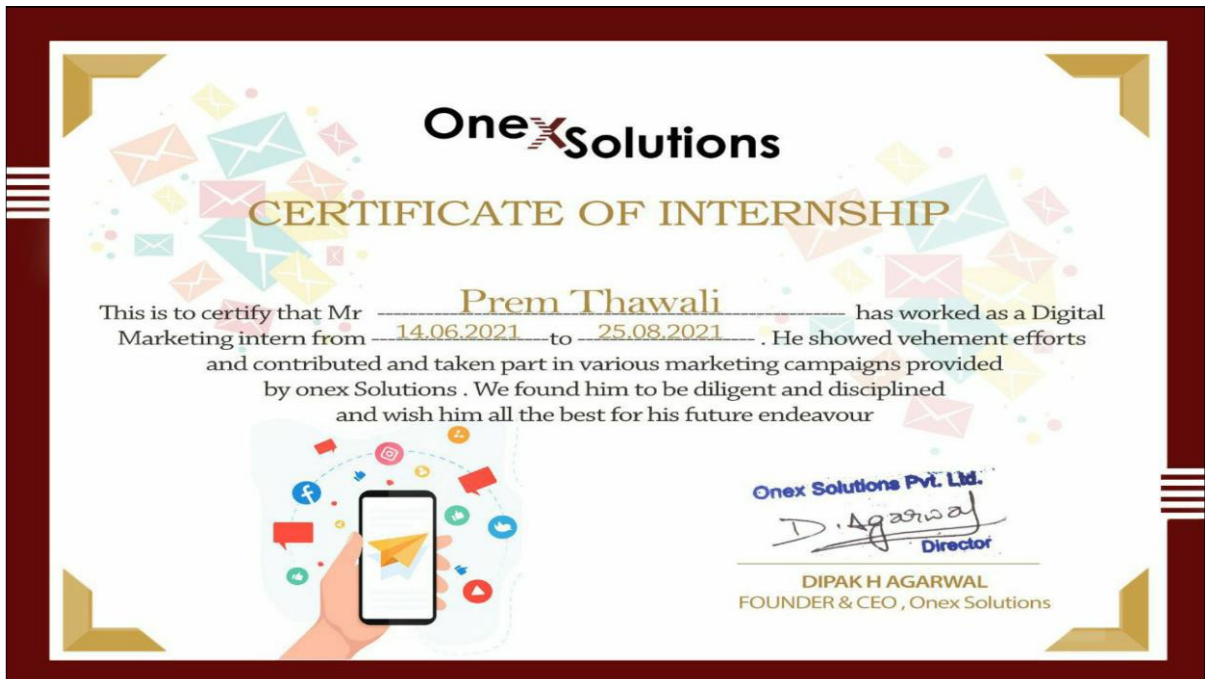 OnexSolutions
CERTIFICATE OF INTERNSHIP
This is to certify that Mr Prem Thawali has worked as a Digital
Marketing intern from 14.06.2021 to 25.08.2021 . He showed vehement efforts
and contributed and taken part in various marketing campaigns provided
by onex Solutions . We found him to be diligent and disciplined
and wish him all the best for his future endeavour
Onex Solutions Pvt. Ltd.
D. Agarwal
Director
DIPAK H AGARWAL
FOUNDER & CEO , Onex Solutions